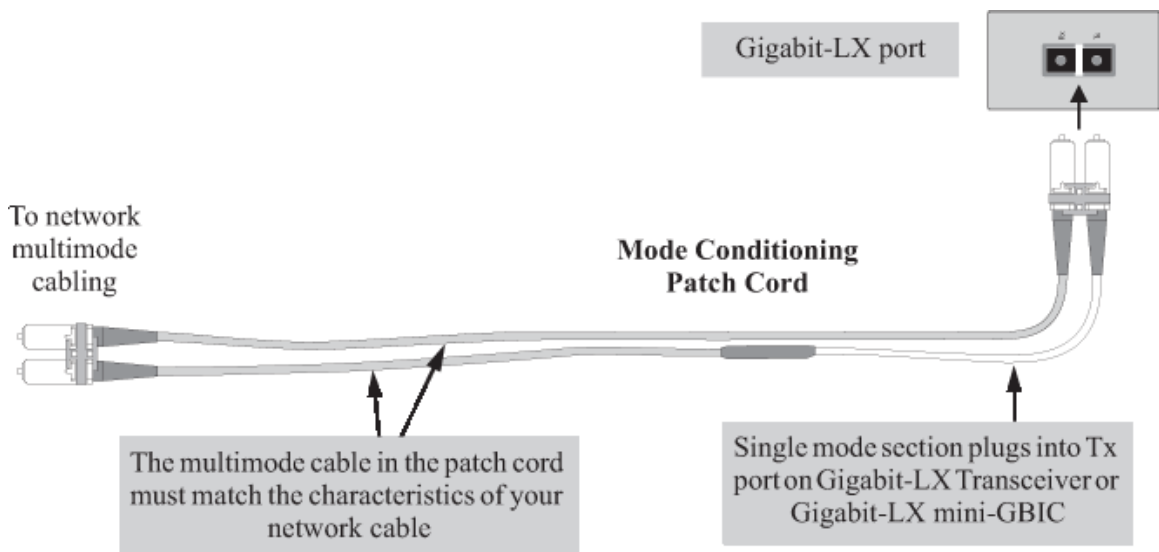 Gigabit-LX port
To network
multimode
cabling
Mode Conditioning
Patch Cord
The multimode cable in the patch cord
must match the characteristics of your
network cable
Single mode section plugs into Tx
port on Gigabit-LX Transceiver or
Gigabit-LX mini-GBIC